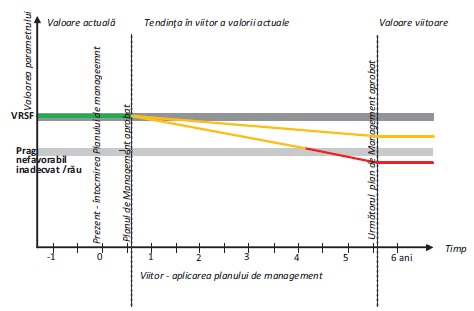 Valoare actuală
Tendința în viitor a valorii actuale
Valoare viitoare
Valoarea parametrului
VRSF
Prag
nefavorabil
inadecvat /rău
Prezent - întocmirea Planului de manageemnt
Planul de Management aprobat
Următorul plan de Management aprobat
-1
0
1
2
3
4
5
6 ani
Timp
Viitor - aplicarea planului de management